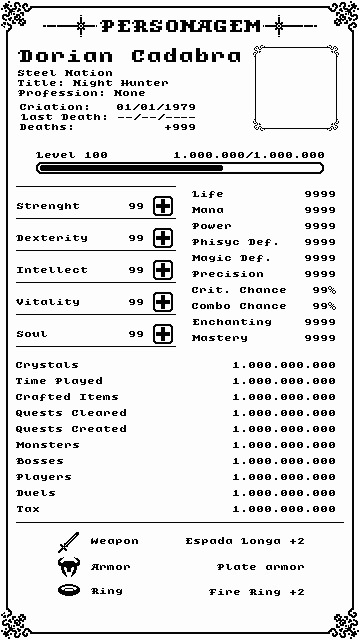 PERSONAGEM
Dorian Cadabra
Steel Nation
Title: Night Hunter
Profession: None
Criation: 01/01/1979
Last Death: --/--/----
Deaths: +999
Level 100 1.000.000/1.000.000
Strenght 99
Dexterity 99
Intellect 99
Vitality 99
Soul 99
Life 9999
Mana 9999
Power 9999
Phisyc Def. 9999
Magic Def. 9999
Precision 9999
Crit. Chance 99%
Combo Chance 99%
Enchanting 9999
Mastery 9999
Crystals 1.000.000.000
Time Played 1.000.000.000
Crafted Items 1.000.000.000
Quests Cleared 1.000.000.000
Quests Created 1.000.000.000
Monsters 1.000.000.000
Bosses 1.000.000.000
Players 1.000.000.000
Duels 1.000.000.000
Tax 1.000.000.000
Weapon Espada Longa +2
Armor Plate armor
Ring Fire Ring +2